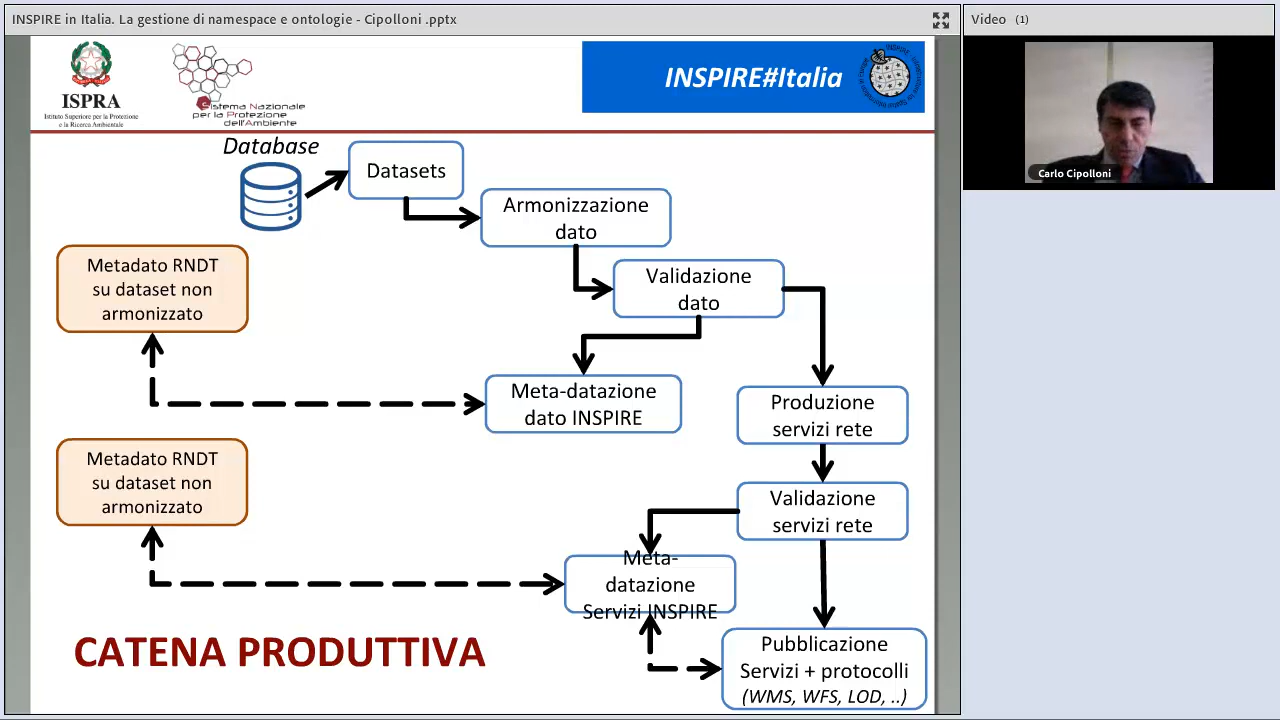 INSPIRE in Italia. La gestione di namespace e ontologie - Cipolloni .pptx
Video (1)
ISPRA
Istituto Superiore per la Protezione
e la Ricerca Ambientale
Sistema Nazionale
per la Protezione
dell'Ambiente
INSPIRE#Italia
Carlo Cipolloni
Database
Datasets
Armonizzazione
dato
Validazione
dato
Metadato RNDT
su dataset non
armonizzato
Meta-datazione
dato INSPIRE
Produzione
servizi rete
Metadato RNDT
su dataset non
armonizzato
Validazione
servizi rete
Meta-
datazione
Servizi INSPIRE
CATENA PRODUTTIVA
Pubblicazione
Servizi + protocolli
(WMS, WFS, LOD, ..)